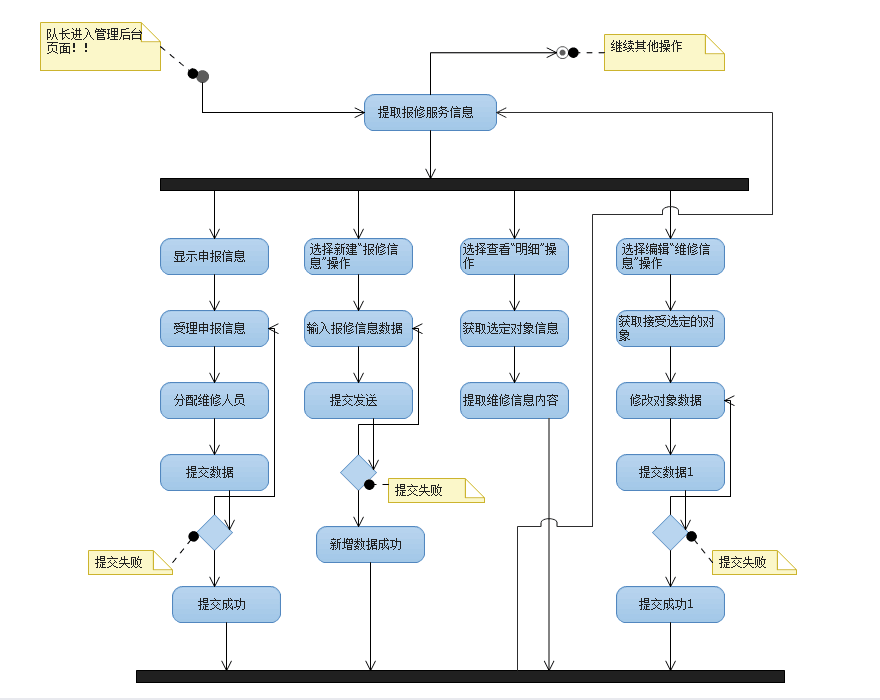 队长进入管理后台
页面！！
继续其他操作
提取报修服务信息
显示申报信息
选择新建“报修信
息”操作
选择查看“明细”操
作
选择编辑“维修信
息”操作
受理申报信息
输入报修信息数据
获取选定对象信息
获取接受选定的对
象
分配维修人员
提交发送
提取维修信息内容
修改对象数据
提交数据
提交数据1
提交失败
新增数据成功
提交失败
提交失败
提交成功
提交成功1